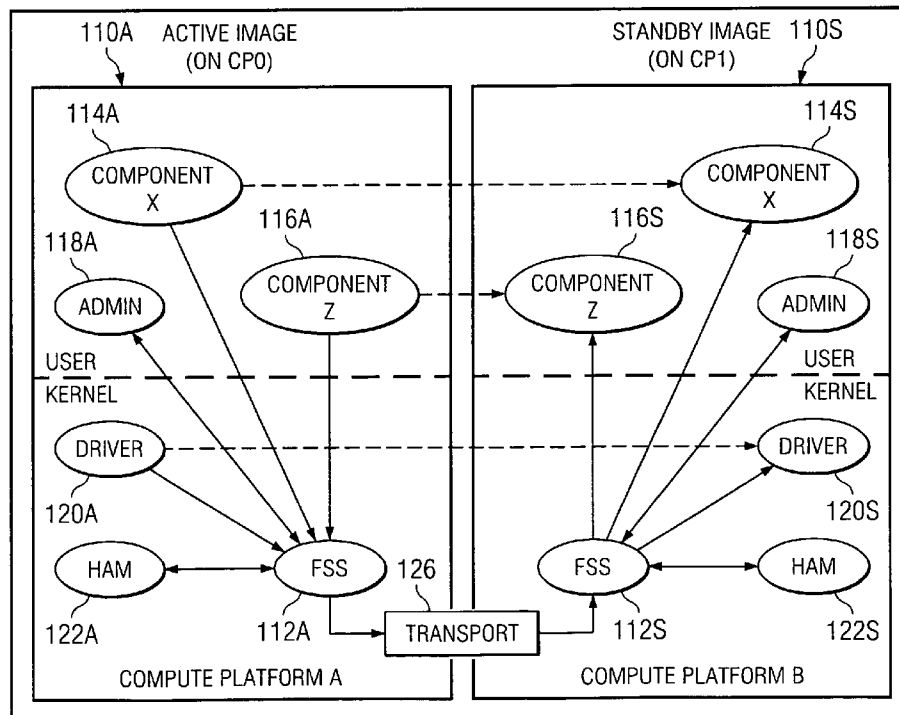 110A
ACTIVE IMAGE
(ON CP0)
STANDBY IMAGE
(ON CP1)
110S
114A
COMPONENT
X
114S
COMPONENT
X
116A
COMPONENT
Z
116S
COMPONENT
Z
118A
ADMIN
118S
ADMIN
USER
KERNEL
USER
KERNEL
DRIVER
120A
DRIVER
120S
HAM
122A
FSS
112A
126
TRANSPORT
FSS
112S
HAM
122S
COMPUTE PLATFORM A
COMPUTE PLATFORM B